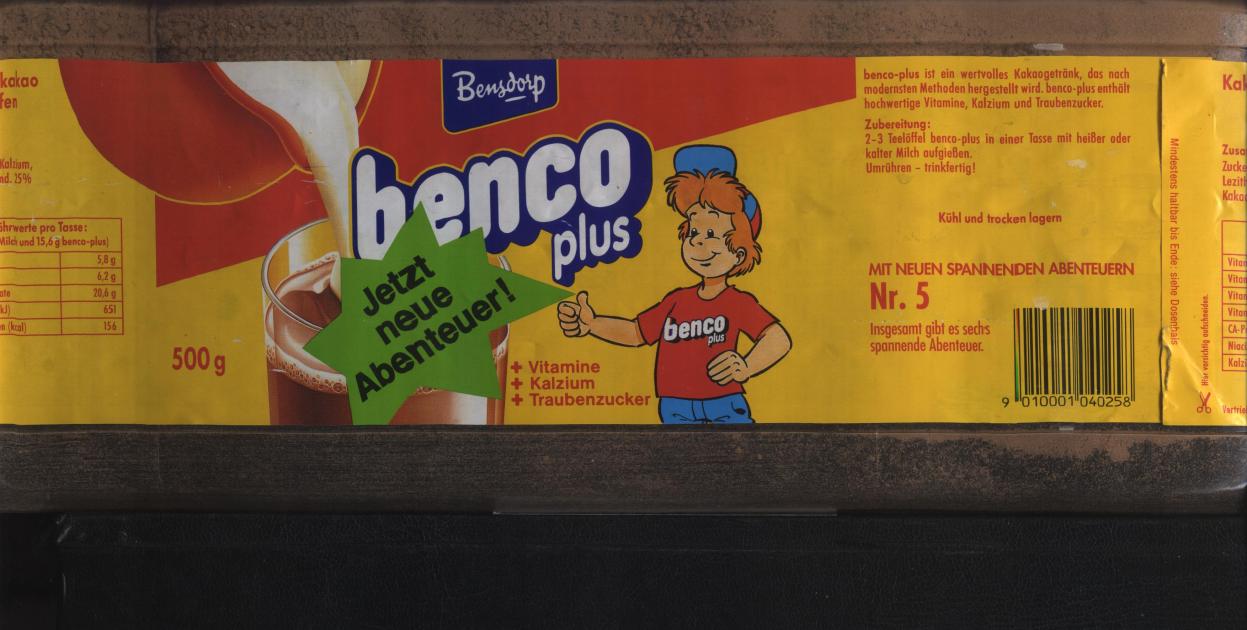 kakao
fen
Kalzium,
nd. 25%
ährwerte pro Tasse:
Milch und 15,6 g benco-plus)
5,8 g
6,2 g
ate 20,6 g
kJ) 651
n (kcal) 156
500 g
Bensdorp
benco
plus
Jetzt
neue
Abenteuer!
+ Vitamine
+ Kalzium
+ Traubenzucker
benco
plus
benco-plus ist ein wertvolles Kakaogetränk, das nach
modernsten Methoden hergestellt wird. benco-plus enthält
hochwertige Vitamine, Kalzium und Traubenzucker.
Zubereitung:
2-3 Teelöffel benco-plus in einer Tasse mit heißer oder
kalter Milch aufgießen.
Umrühren – trinkfertig!
Kühl und trocken lagern
MIT NEUEN SPANNENDEN ABENTEUERN
Nr. 5
Insgesamt gibt es sechs
spannende Abenteuer.
9 010001 040258
Mindestens haltbar bis Ende: siehe Dosenhals
Hier vorsichtig aufschneiden.
Kak
Zusa
Zucke
Lezith
Kakao
Vitam
Vitam
Vitam
Vitam
CA-P
Niaci
Kalzi
Vertrie